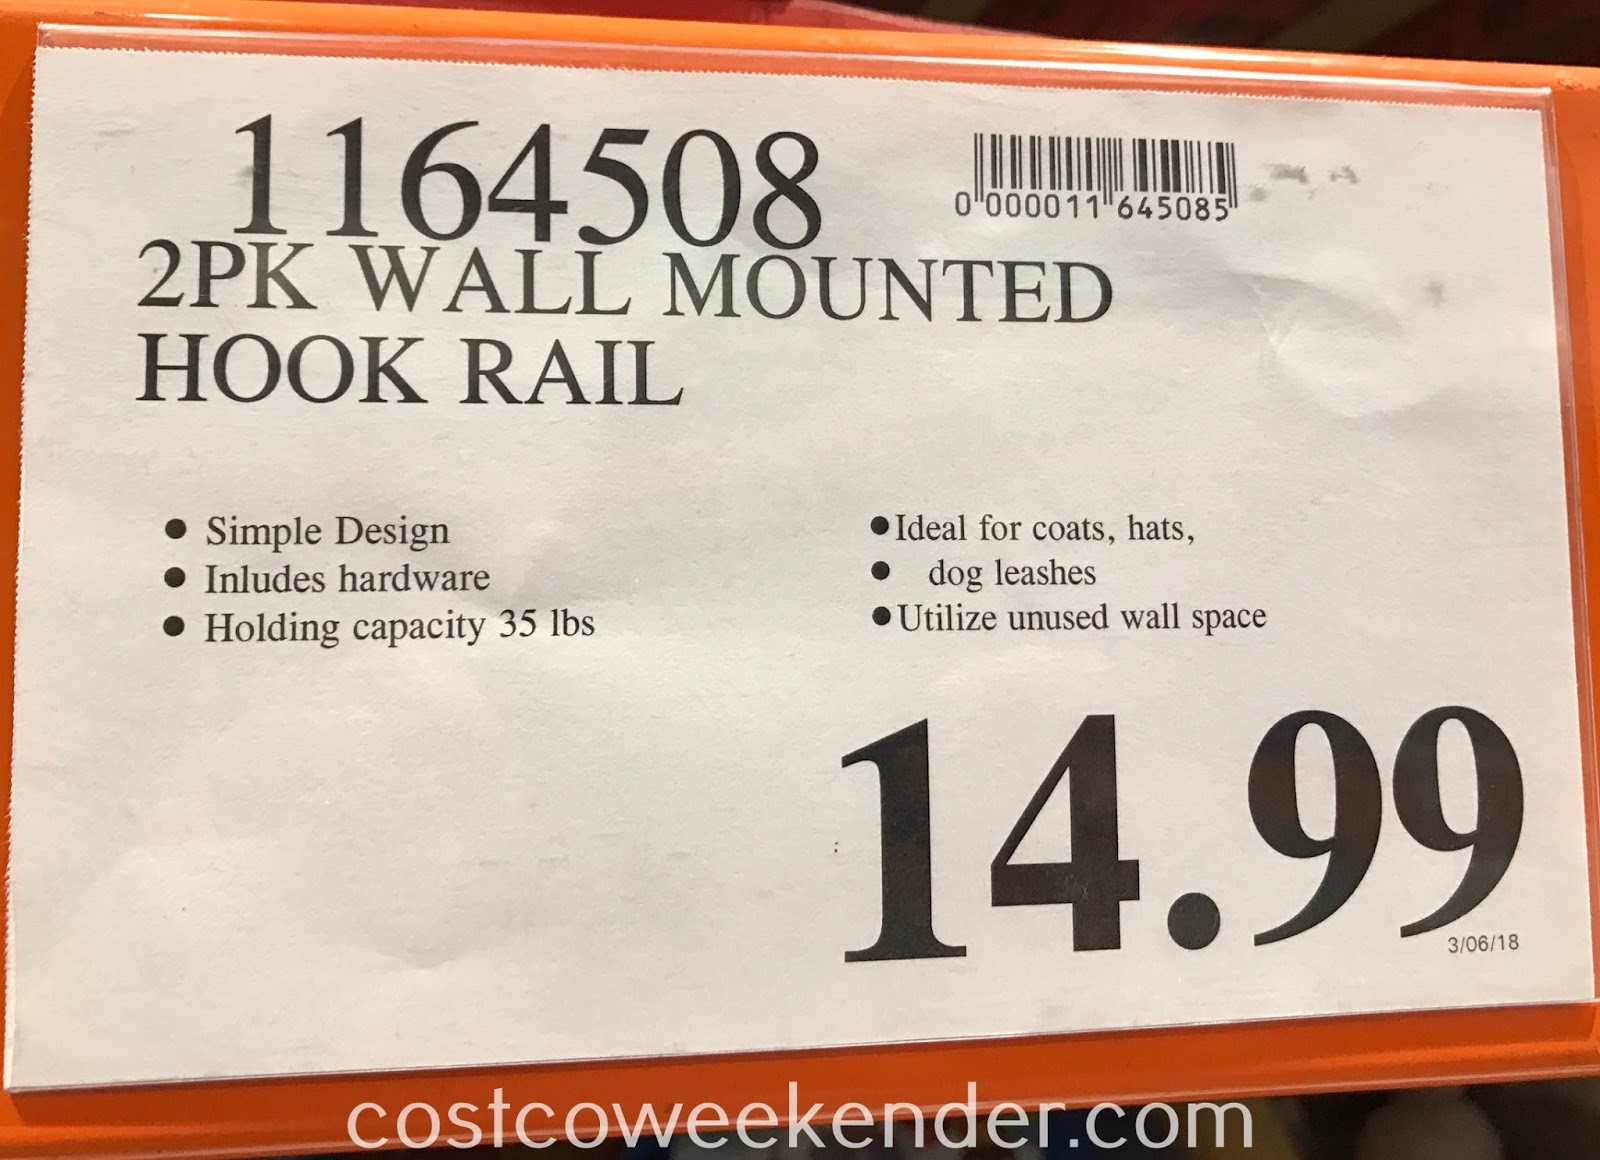 1164508
0 000011 645085
2PK WALL MOUNTED
HOOK RAIL
• Simple Design
• Inludes hardware
• Holding capacity 35 lbs
• Ideal for coats, hats,
• dog leashes
• Utilize unused wall space
14.99
3/06/18
costcoweekender.com